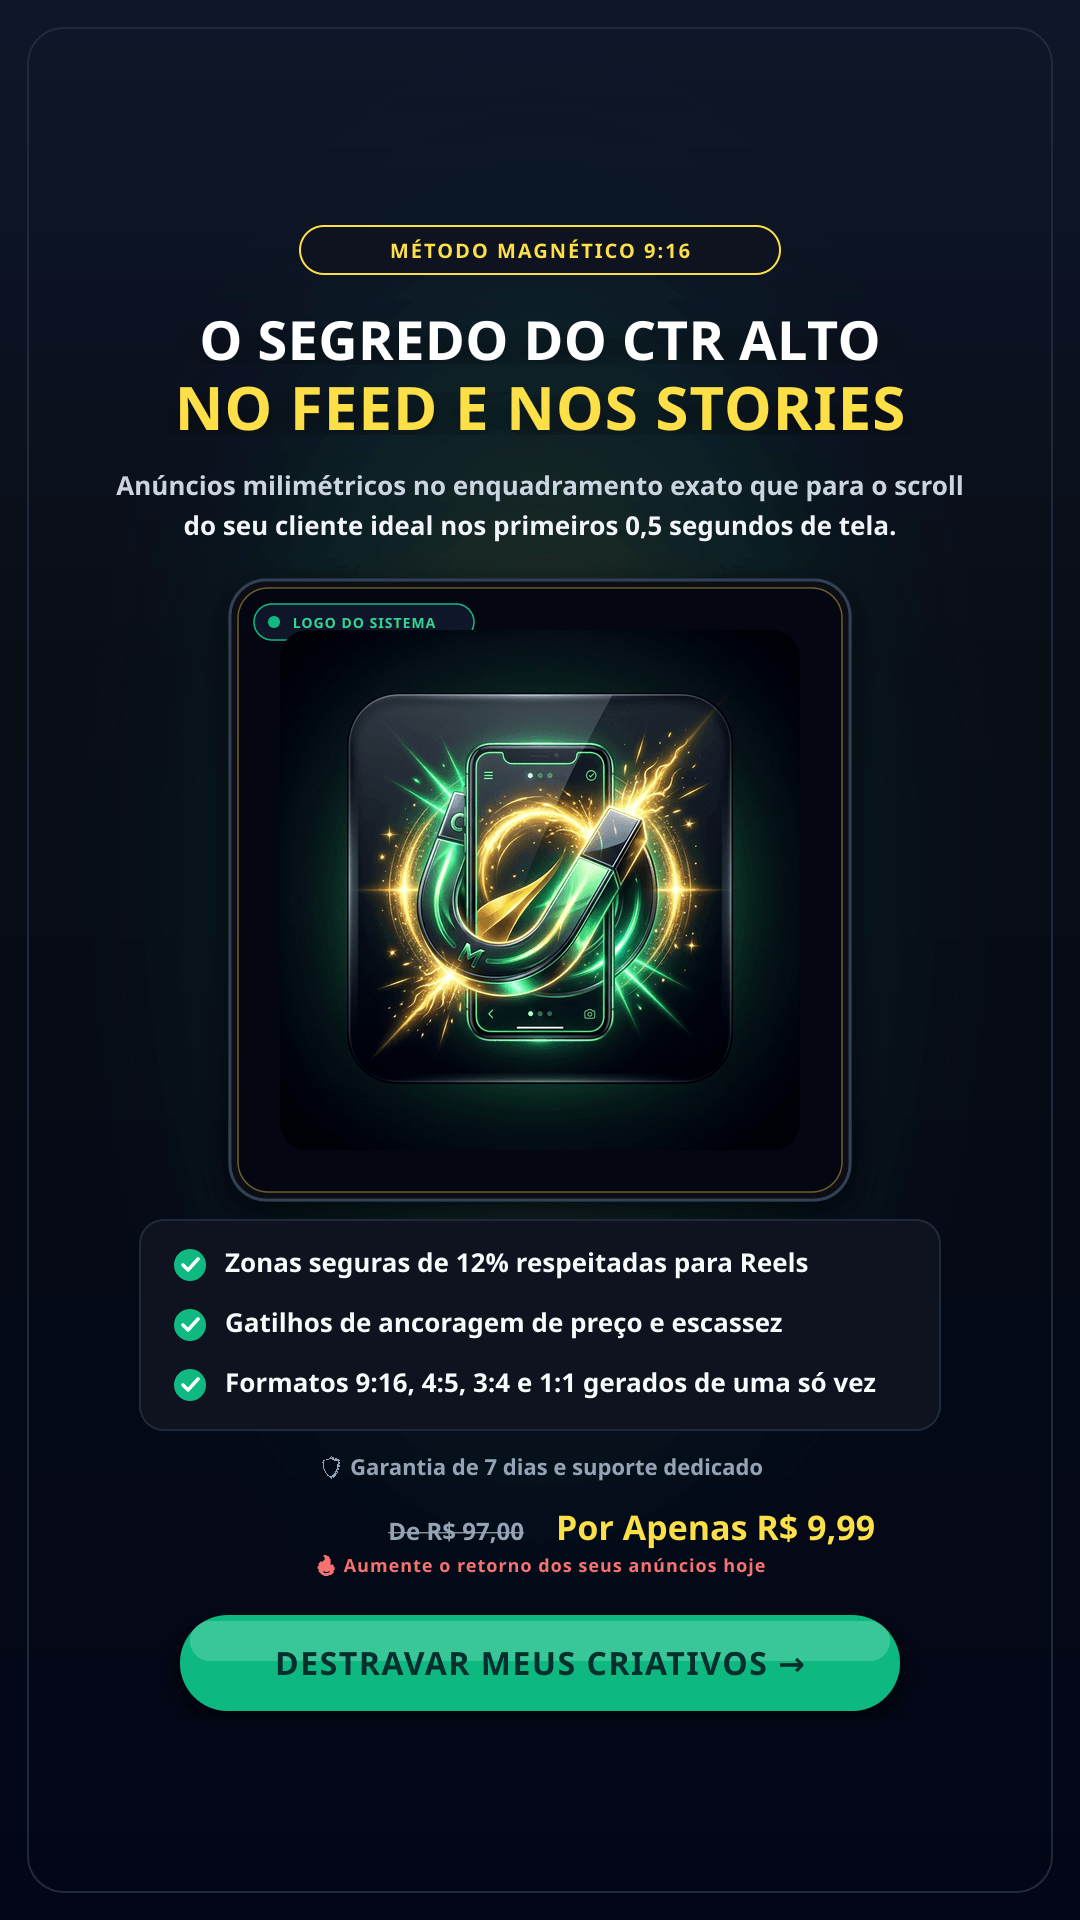 MÉTODO MAGNÉTICO 9:16
O SEGREDO DO CTR ALTO
NO FEED E NOS STORIES
Anúncios milimétricos no enquadramento exato que para o scroll
do seu cliente ideal nos primeiros 0,5 segundos de tela.
LOGO DO SISTEMA
C
M
Zonas seguras de 12% respeitadas para Reels
Gatilhos de ancoragem de preço e escassez
Formatos 9:16, 4:5, 3:4 e 1:1 gerados de uma só vez
Garantia de 7 dias e suporte dedicado
De R$ 97,00 Por Apenas R$ 9,99
Aumente o retorno dos seus anúncios hoje
DESTRAVAR MEUS CRIATIVOS →